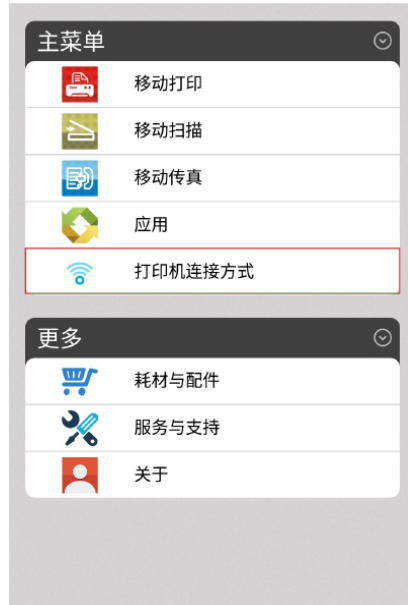 主菜单
移动打印
移动扫描
移动传真
应用
打印机连接方式
更多
耗材与配件
服务与支持
关于